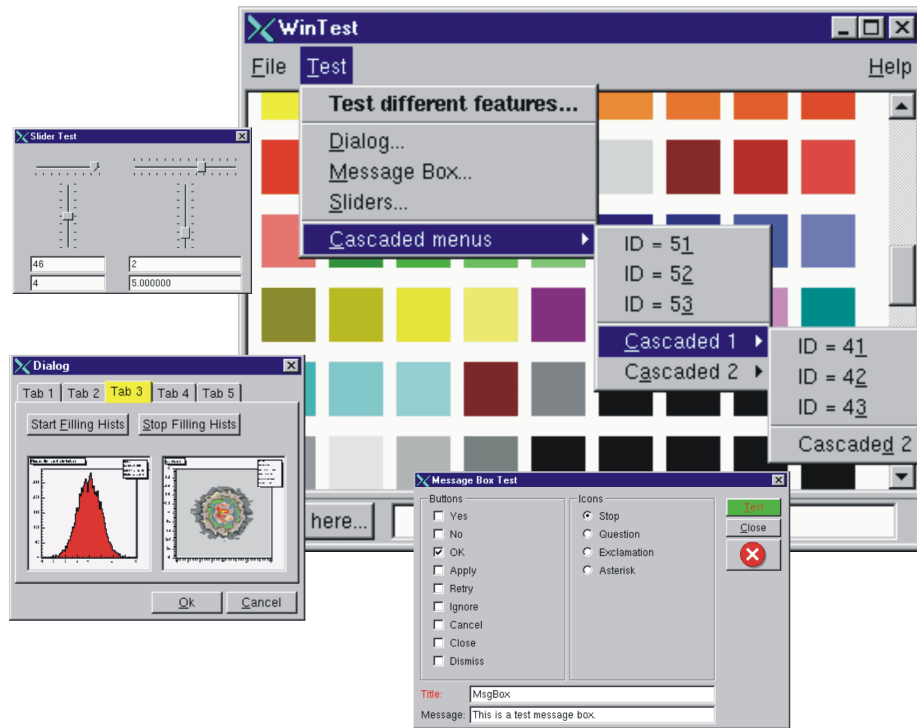 WinTest
File Test Help
Test different features...
Dialog...
Message Box...
Sliders...
Cascaded menus
ID = 51
ID = 52
ID = 53
Cascaded 1
Cascaded 2
ID = 41
ID = 42
ID = 43
Cascaded 2
here...
Slider Test
46
2
4
5.000000
Dialog
Tab 1 Tab 2 Tab 3 Tab 4 Tab 5
Start Filling Hists Stop Filling Hists
Ok Cancel
Message Box Test
Buttons
Yes
No
OK
Apply
Retry
Ignore
Cancel
Close
Dismiss
Icons
Stop
Question
Exclamation
Asterisk
Test
Close
Title: MsgBox
Message: This is a test message box.